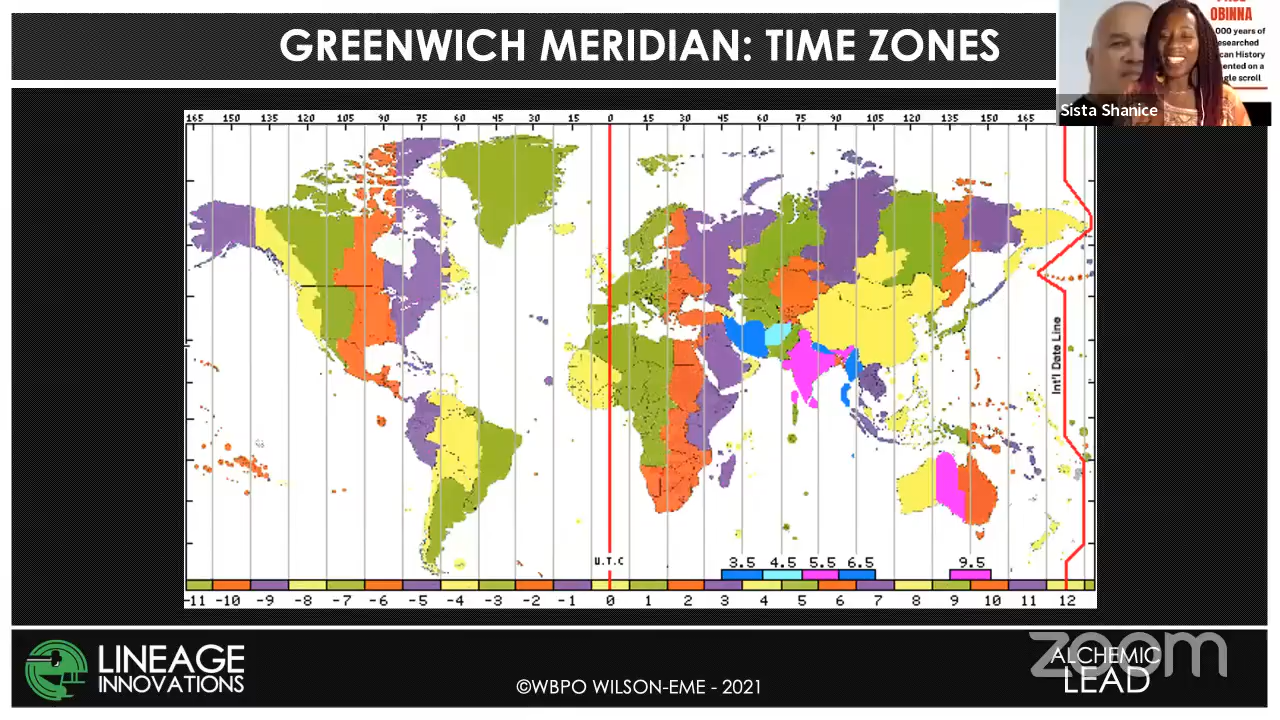 GREENWICH MERIDIAN: TIME ZONES
OBINNA
000 years of
esearched
can History
ented on a
gle scroll
Sista Shanice
165 150 135 120 105 90 75 60 45 30 15 0 15 30 45 60 75 90 105 120 135 150 165
Int'l Date Line
U.T.C
3.5 4.5 5.5 6.5 9.5
-11 -10 -9 -8 -7 -6 -5 -4 -3 -2 -1 0 1 2 3 4 5 6 7 8 9 10 11 12
LINEAGE
INNOVATIONS
©WBPO WILSON-EME - 2021
zoom
ALCHEMIC
LEAD